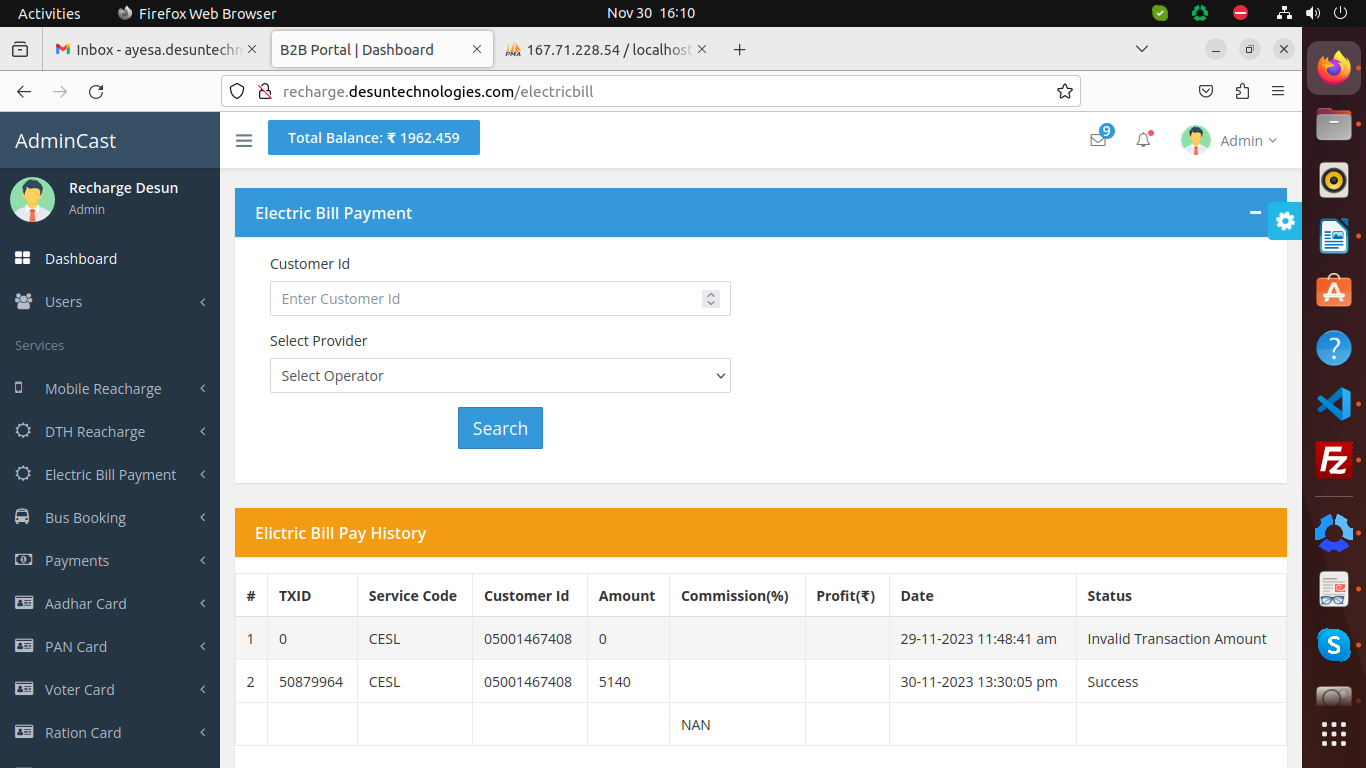 Activities
Firefox Web Browser
Nov 30 16:10
Inbox - ayesa.desuntechn
B2B Portal | Dashboard
PMA
167.71.228.54 / localhost
recharge.desuntechnologies.com/electricbill
AdminCast
Total Balance: ₹ 1962.459
9
Admin
Recharge Desun
Admin
Dashboard
Users
Services
Mobile Reacharge
DTH Reacharge
Electric Bill Payment
Bus Booking
Payments
Aadhar Card
PAN Card
Voter Card
Ration Card
Electric Bill Payment
Customer Id
Enter Customer Id
Select Provider
Select Operator
Search
Elictric Bill Pay History
# TXID Service Code Customer Id Amount Commission(%) Profit(₹) Date Status
1 0 CESL 05001467408 0 29-11-2023 11:48:41 am Invalid Transaction Amount
2 50879964 CESL 05001467408 5140 30-11-2023 13:30:05 pm Success
NAN
A
?
Fz
S